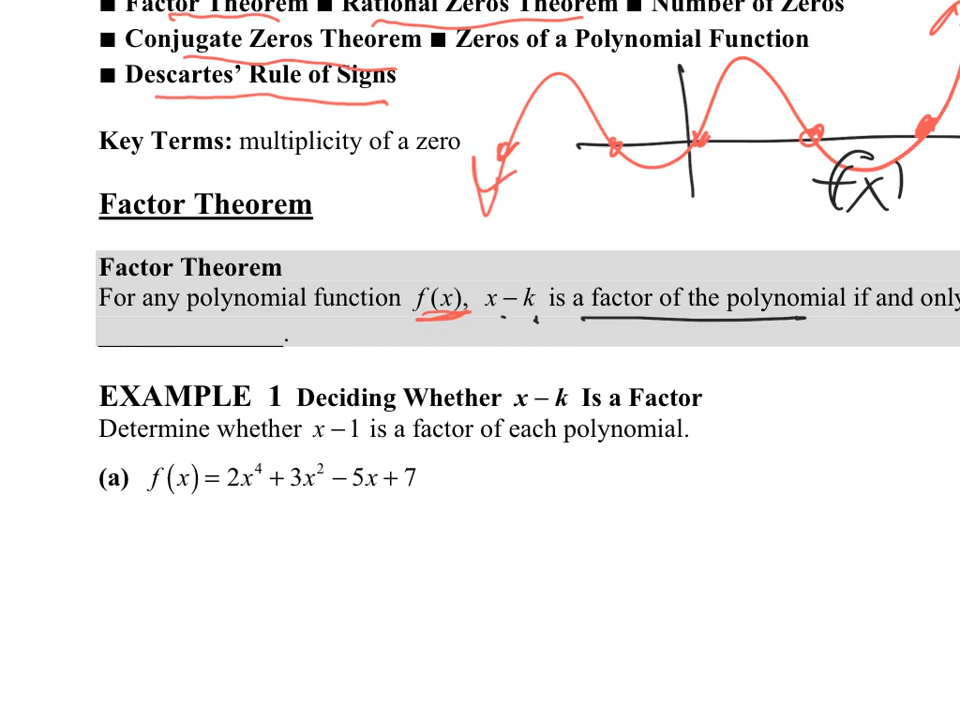 ■ Factor Theorem ■ Rational Zeros Theorem ■ Number of Zeros
■ Conjugate Zeros Theorem ■ Zeros of a Polynomial Function
■ Descartes’ Rule of Signs
Key Terms: multiplicity of a zero
f(x)
Factor Theorem
Factor Theorem
For any polynomial function f(x), x – k is a factor of the polynomial if and only
______________.
EXAMPLE 1 Deciding Whether x – k Is a Factor
Determine whether x – 1 is a factor of each polynomial.
(a) f(x) = 2x⁴ + 3x² – 5x + 7